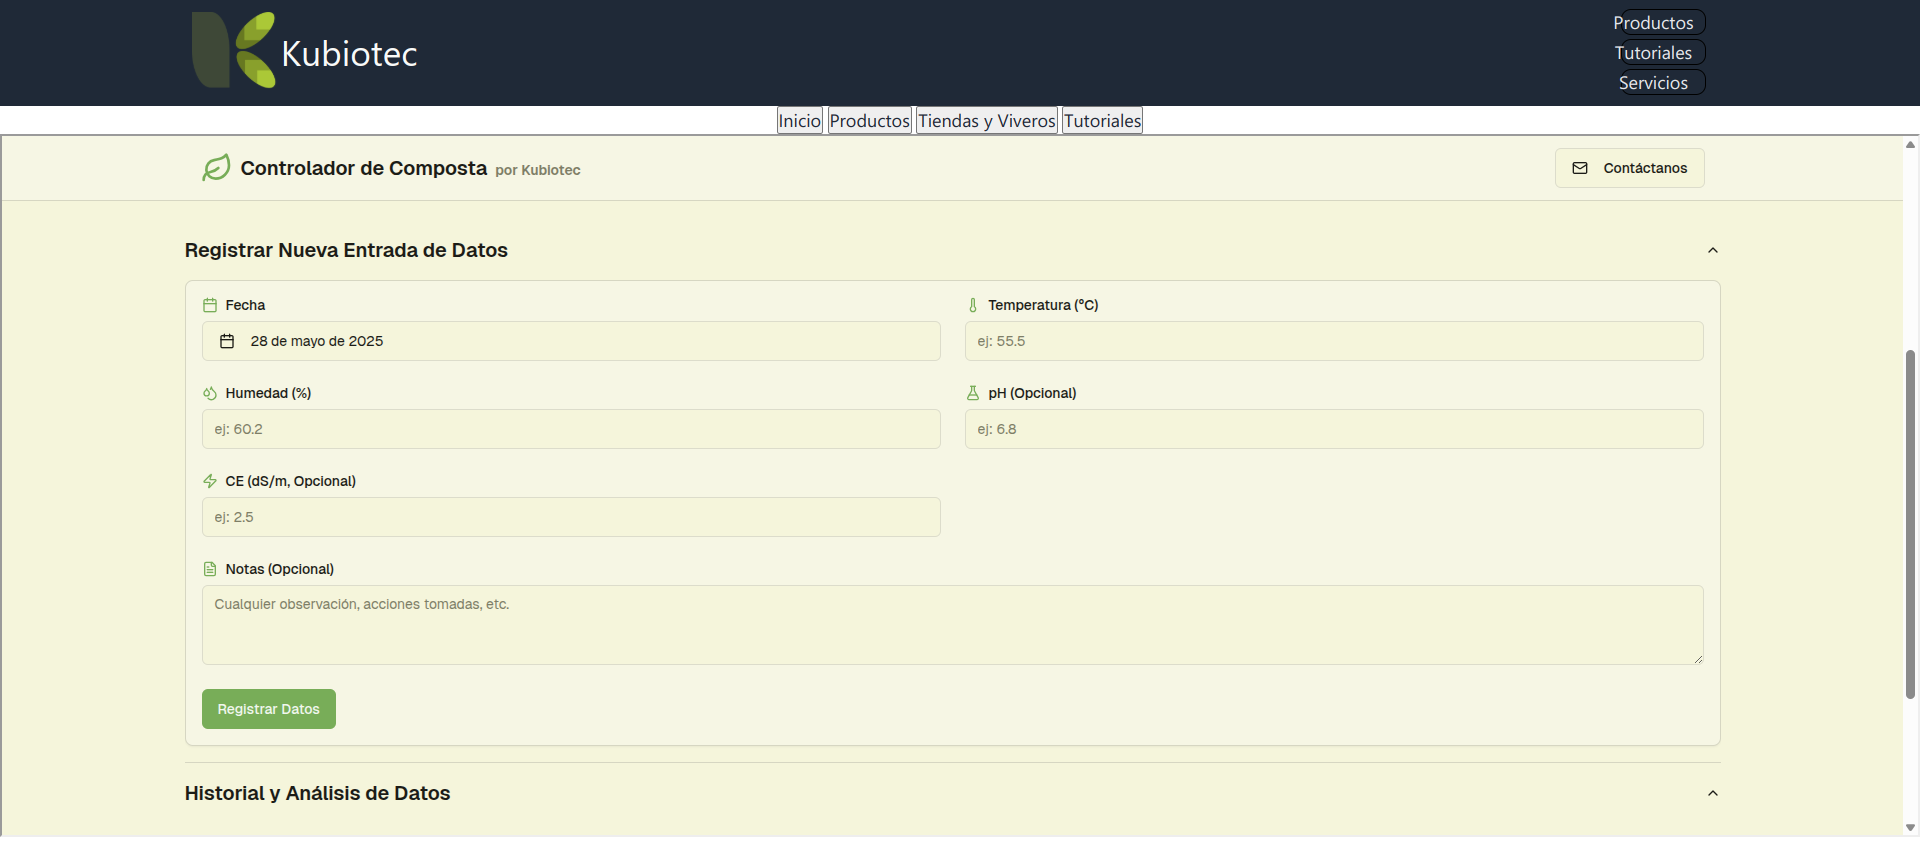 Kubiotec
Productos
Tutoriales
Servicios
Inicio Productos Tiendas y Viveros Tutoriales
Controlador de Composta por Kubiotec
Contáctanos
Registrar Nueva Entrada de Datos
Fecha
28 de mayo de 2025
Temperatura (°C)
ej: 55.5
Humedad (%)
ej: 60.2
pH (Opcional)
ej: 6.8
CE (dS/m, Opcional)
ej: 2.5
Notas (Opcional)
Cualquier observación, acciones tomadas, etc.
Registrar Datos
Historial y Análisis de Datos